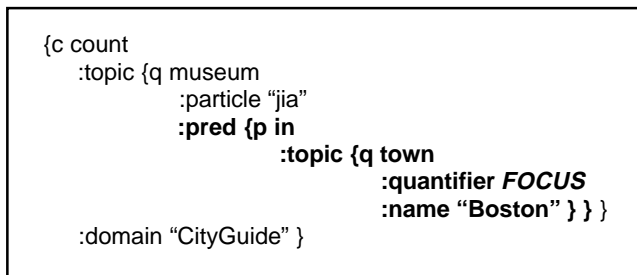 {c count
:topic {q museum
:particle “jia”
:pred {p in
:topic {q town
:quantifier FOCUS
:name “Boston” } } }
:domain “CityGuide” }